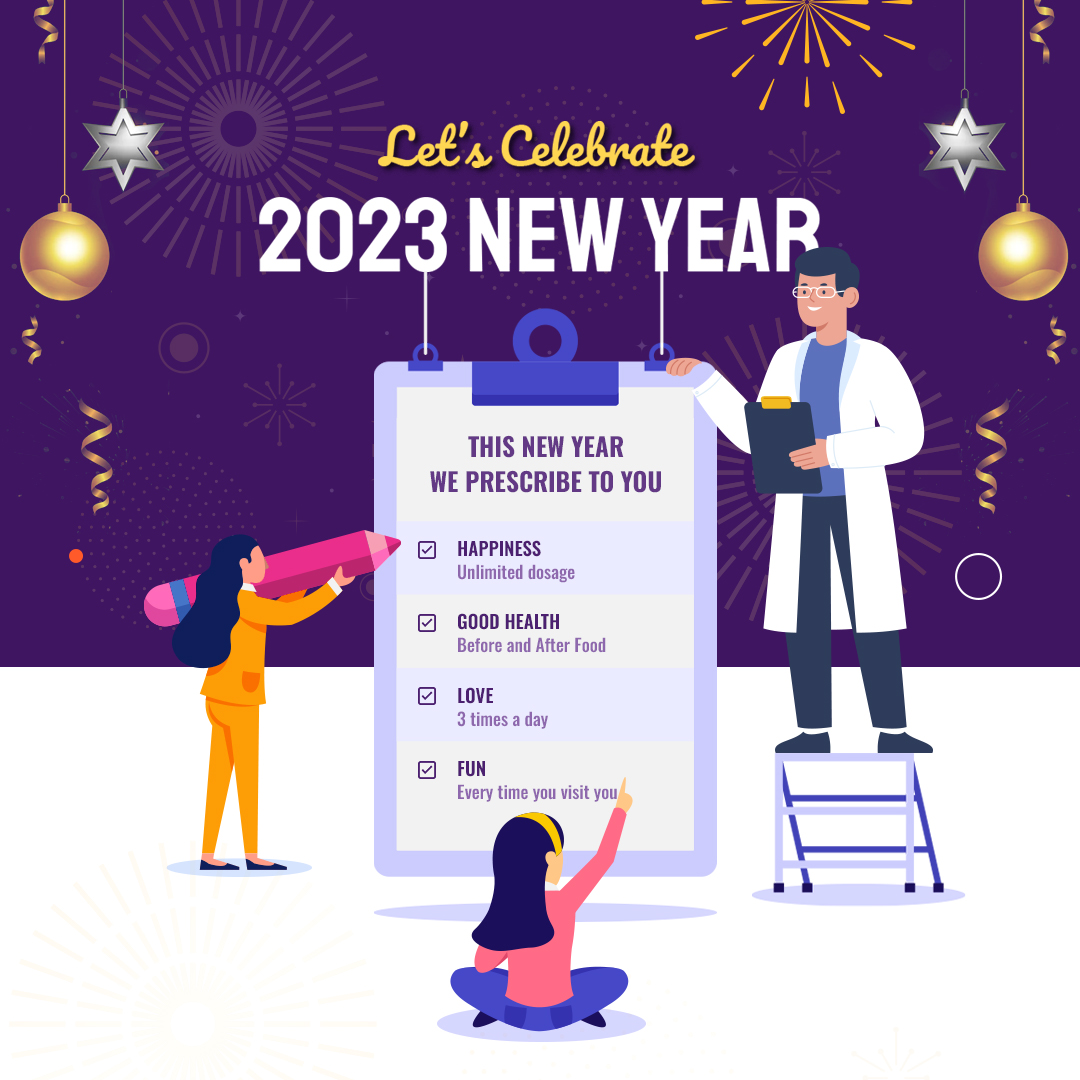 Let's Celebrate
2023 NEW YEAR
THIS NEW YEAR
WE PRESCRIBE TO YOU
HAPPINESS
Unlimited dosage
GOOD HEALTH
Before and After Food
LOVE
3 times a day
FUN
Every time you visit you